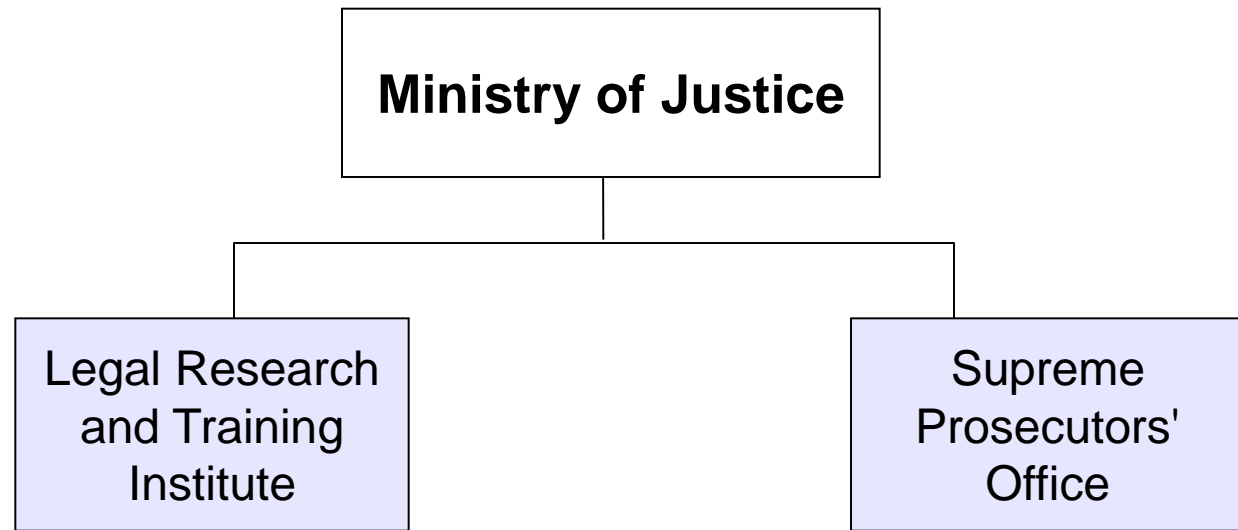 Ministry of Justice
Legal Research
and Training
Institute
Supreme
Prosecutors'
Office